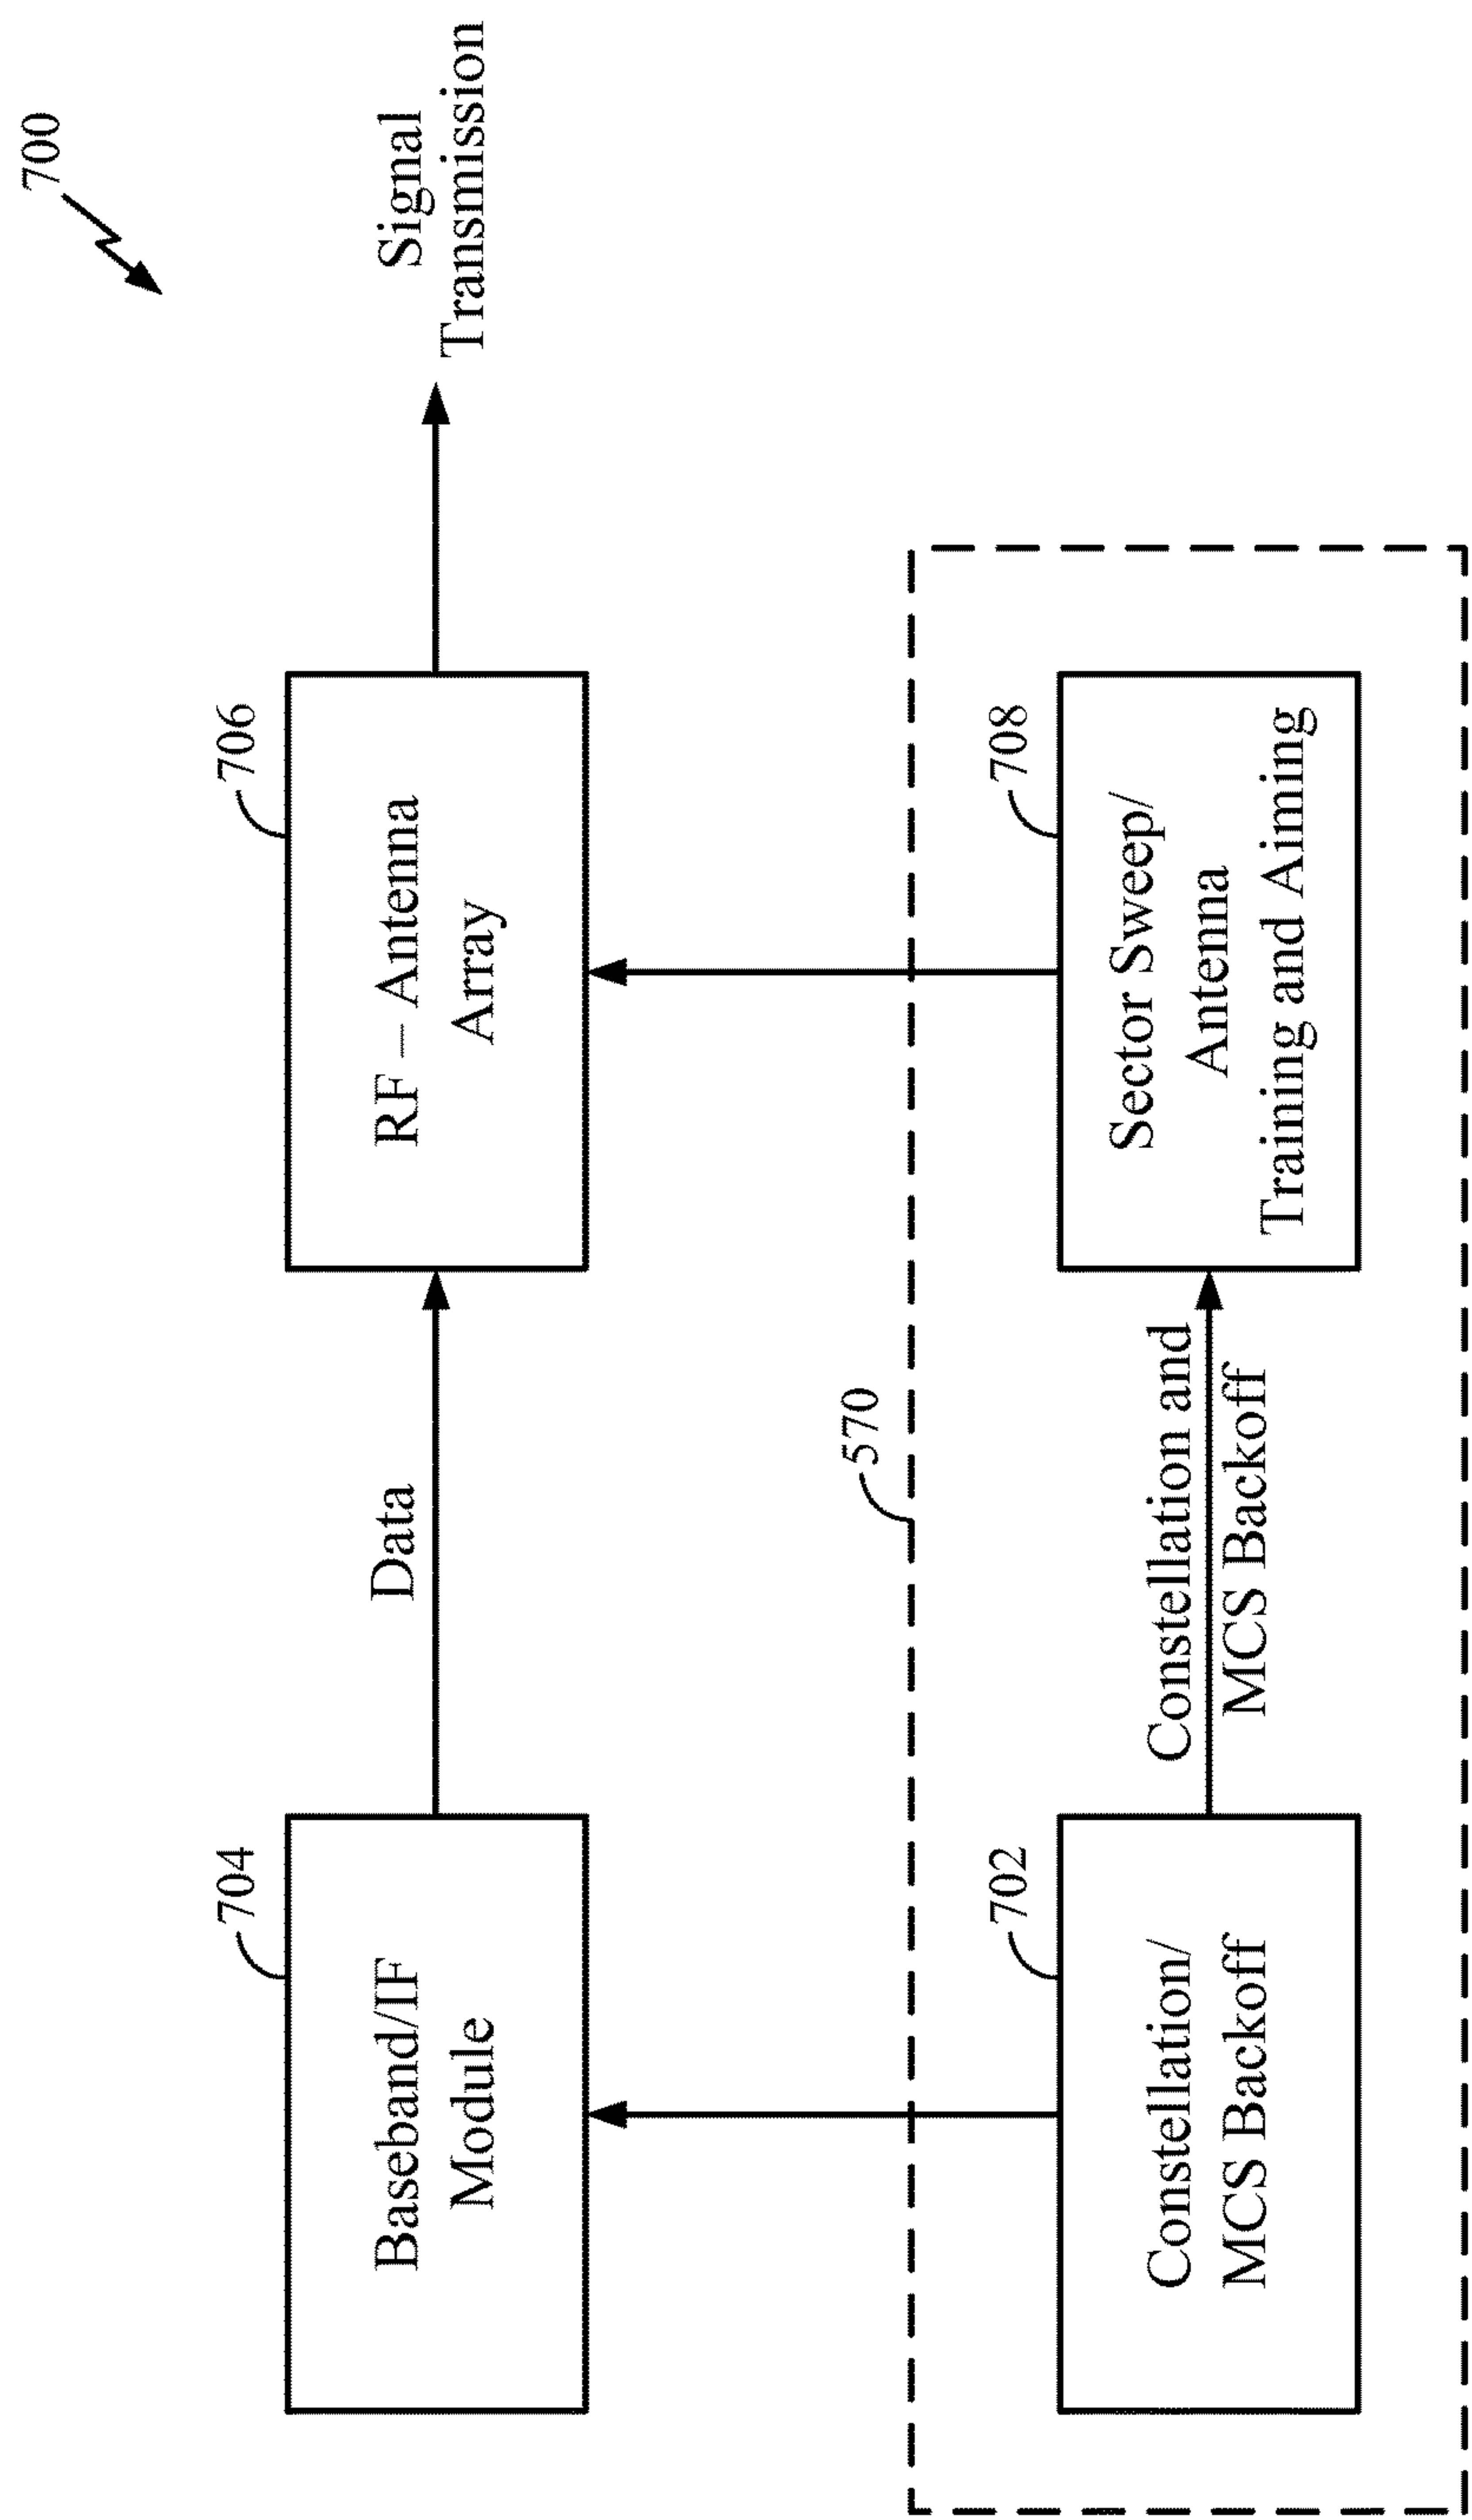 700
704
Baseband/IF
Module
Data
706
RF – Antenna
Array
Signal
Transmission
570
702
Constellation/
MCS Backoff
Constellation and
MCS Backoff
708
Sector Sweep/
Antenna
Training and Aiming